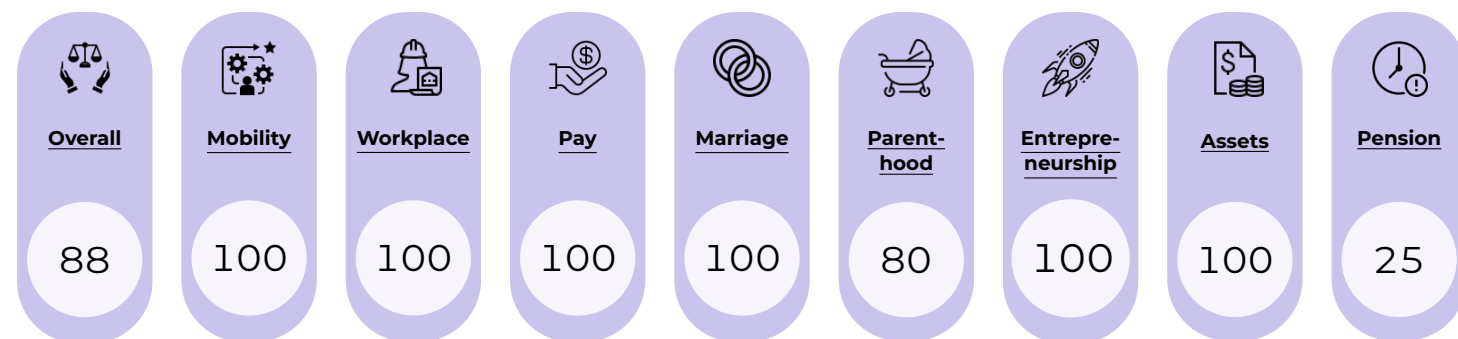 Overall
Mobility
Workplace
Pay
Marriage
Parent-
hood
Entrepre-
neurship
Assets
Pension
88
100
100
100
100
80
100
100
25